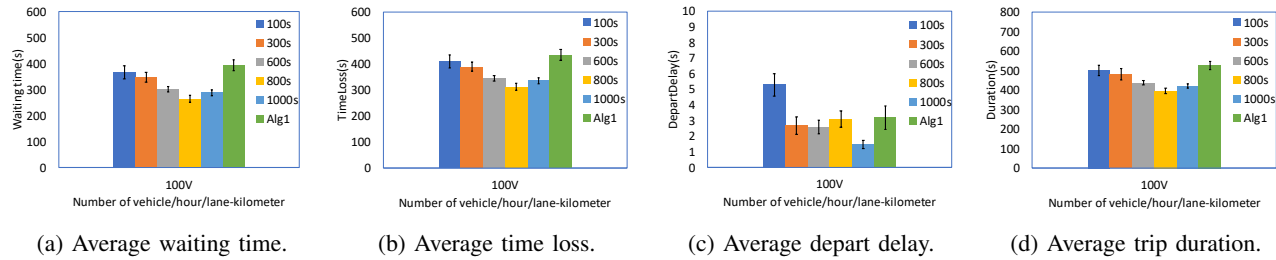 600
500
400
300
200
100
0
Waiting time(s)
100s
300s
600s
800s
1000s
Alg1
100V
Number of vehicle/hour/lane-kilometer
(a) Average waiting time.
600
500
400
300
200
100
0
TimeLoss(s)
100s
300s
600s
800s
1000s
Alg1
100V
Number of vehicle/hour/lane-kilometer
(b) Average time loss.
10
9
8
7
6
5
4
3
2
1
0
DepartDelay(s)
100s
300s
600s
800s
1000s
Alg1
100V
Number of vehicle/hour/lane-kilometer
(c) Average depart delay.
800
700
600
500
400
300
200
100
0
Duration(s)
100s
300s
600s
800s
1000s
Alg1
100V
Number of vehicle/hour/lane-kilometer
(d) Average trip duration.